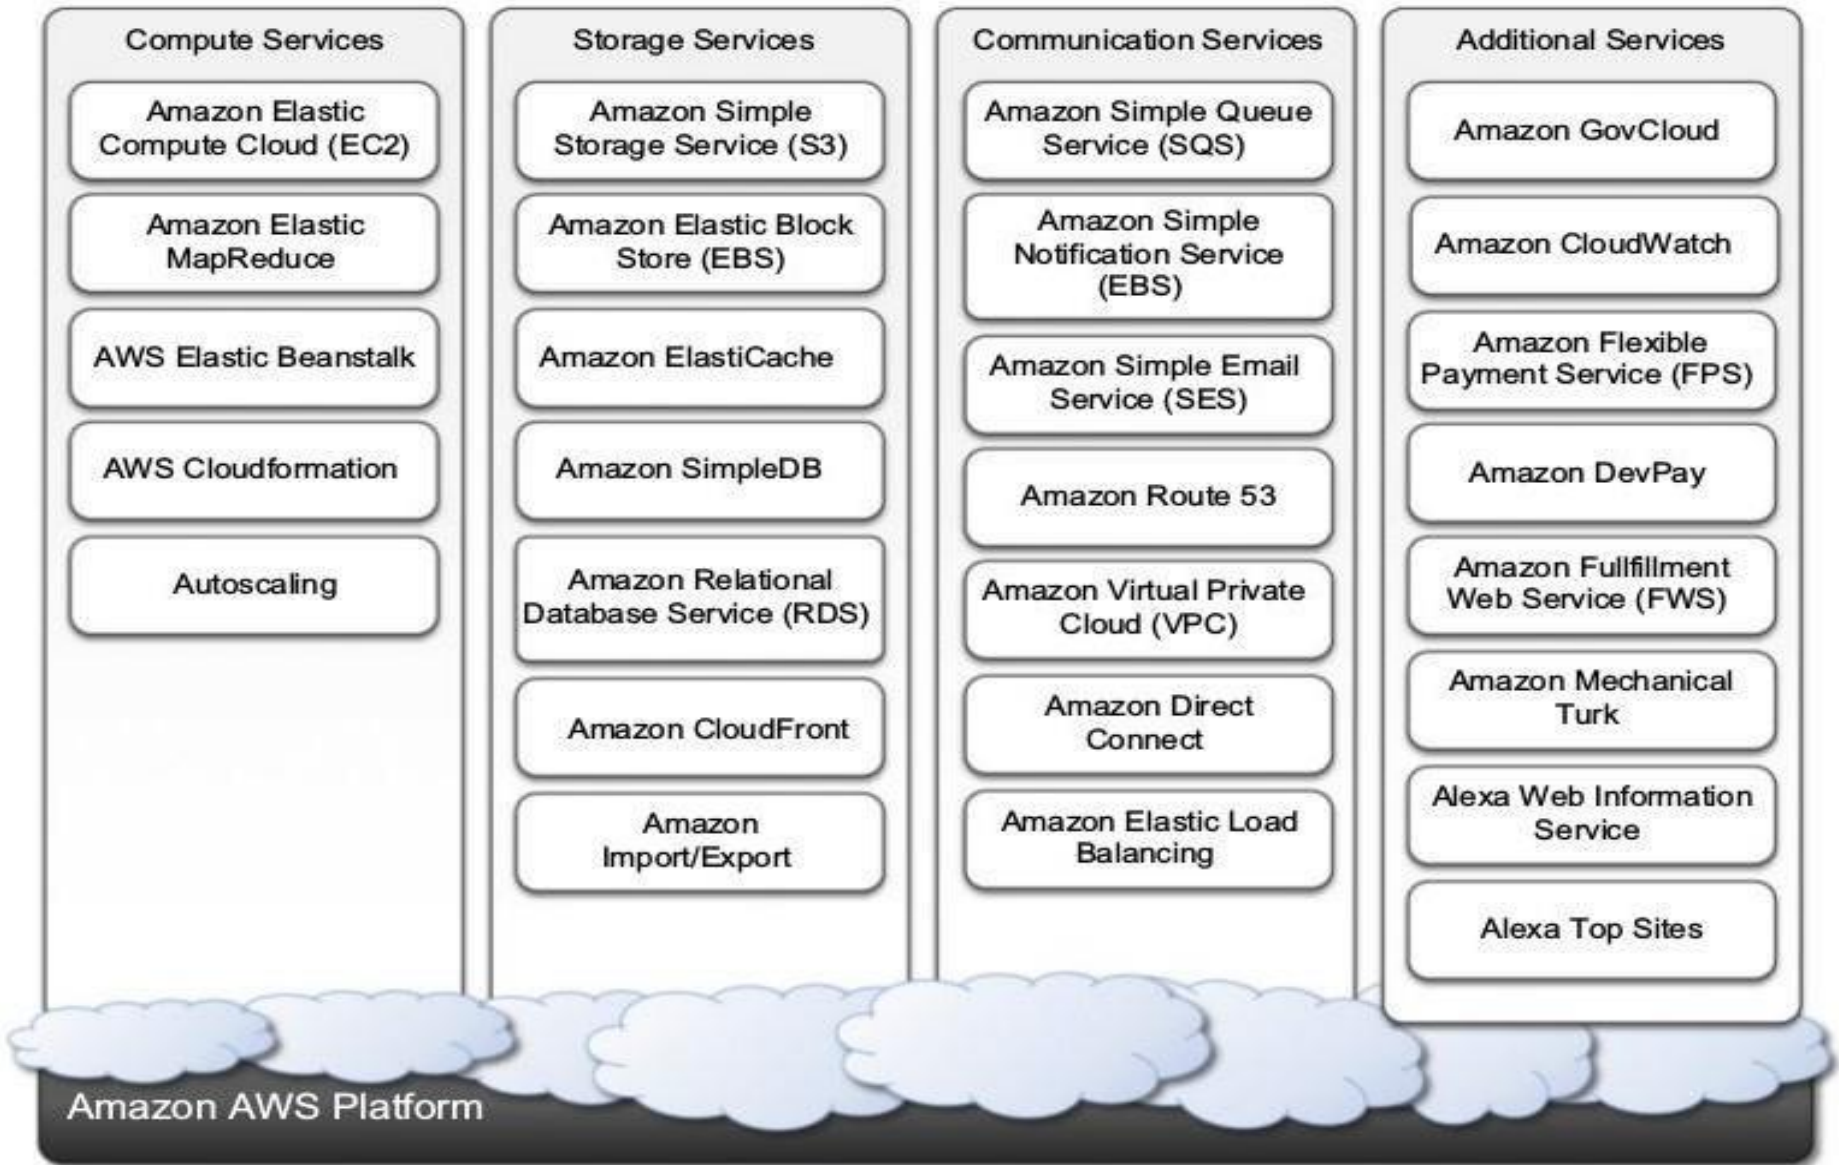 Compute Services
Amazon Elastic
Compute Cloud (EC2)
Amazon Elastic
MapReduce
AWS Elastic Beanstalk
AWS Cloudformation
Autoscaling
Storage Services
Amazon Simple
Storage Service (S3)
Amazon Elastic Block
Store (EBS)
Amazon ElastiCache
Amazon SimpleDB
Amazon Relational
Database Service (RDS)
Amazon CloudFront
Amazon
Import/Export
Communication Services
Amazon Simple Queue
Service (SQS)
Amazon Simple
Notification Service
(EBS)
Amazon Simple Email
Service (SES)
Amazon Route 53
Amazon Virtual Private
Cloud (VPC)
Amazon Direct
Connect
Amazon Elastic Load
Balancing
Additional Services
Amazon GovCloud
Amazon CloudWatch
Amazon Flexible
Payment Service (FPS)
Amazon DevPay
Amazon Fullfillment
Web Service (FWS)
Amazon Mechanical
Turk
Alexa Web Information
Service
Alexa Top Sites
Amazon AWS Platform